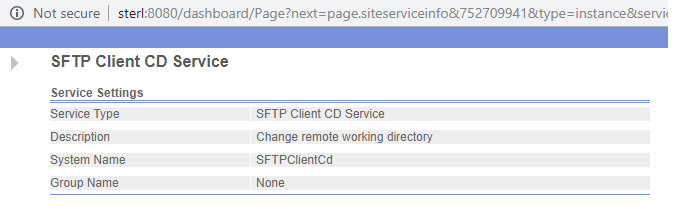 Not secure sterl:8080/dashboard/Page?next=page.siteserviceinfo&752709941&type=instance&servi
SFTP Client CD Service
Service Settings
Service Type SFTP Client CD Service
Description Change remote working directory
System Name SFTPClientCd
Group Name None